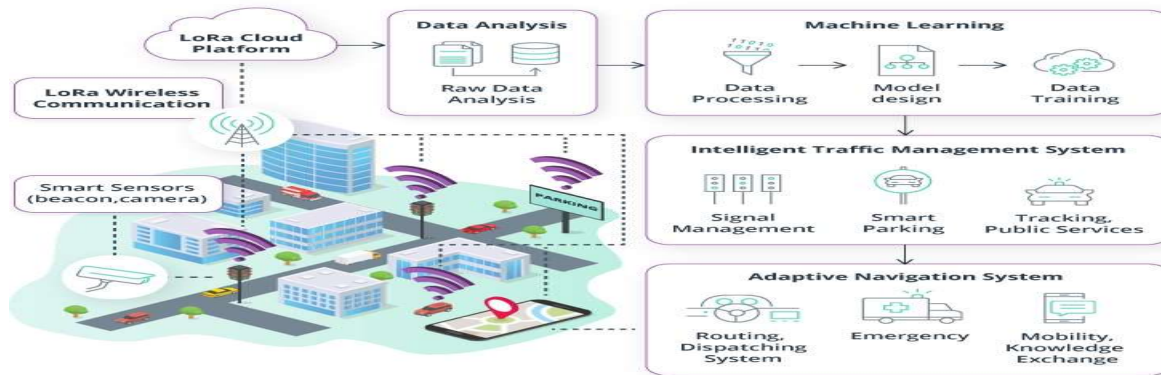 LoRa Cloud
Platform
LoRa Wireless
Communication
Smart Sensors
(beacon,camera)
PARKING
Data Analysis
Raw Data
Analysis
Machine Learning
11010
10110
Data
Processing
Model
design
Data
Training
Intelligent Traffic Management System
Signal
Management
Smart
Parking
Tracking,
Public Services
Adaptive Navigation System
Routing,
Dispatching
System
Emergency
Mobility,
Knowledge
Exchange